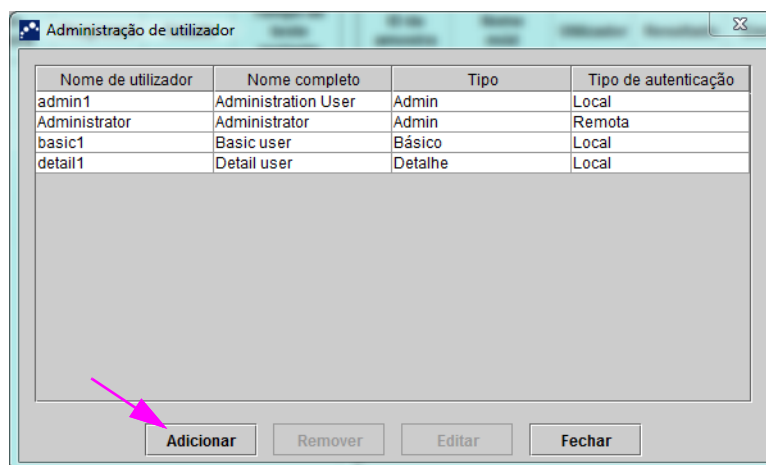 Administração de utilizador
Nome de utilizador Nome completo Tipo Tipo de autenticação
admin1 Administration User Admin Local
Administrator Administrator Admin Remota
basic1 Basic user Básico Local
detail1 Detail user Detalhe Local
Adicionar Remover Editar Fechar